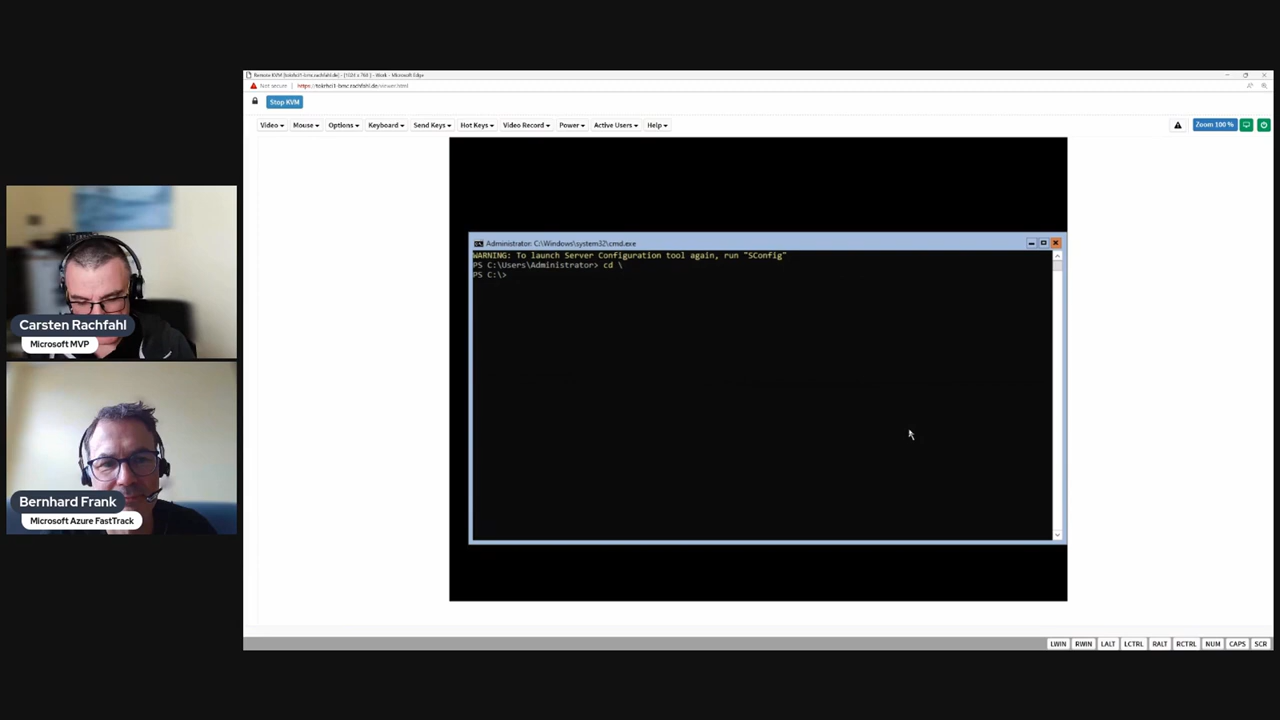 Carsten Rachfahl
Microsoft MVP
Bernhard Frank
Microsoft Azure FastTrack
Not secure
Stop KVM
Video Mouse Options Keyboard Send Keys Hot Keys Video Record Power Active Users Help
Zoom 100 %
Administrator: C:\Windows\system32\cmd.exe
WARNING: To launch Server Configuration tool again, run "SConfig"
PS C:\Users\Administrator> cd \
PS C:\>
LWIN RWIN LALT LCTRL RALT RCTRL NUM CAPS SCR